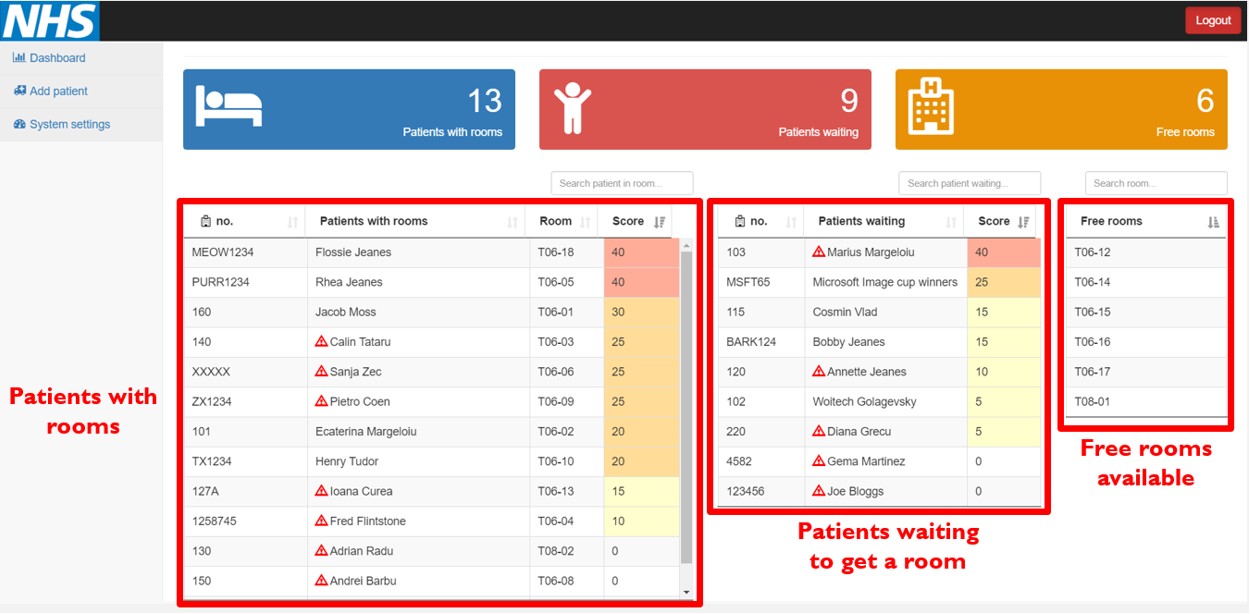 NHS
Logout
Dashboard
Add patient
System settings
13
Patients with rooms
9
Patients waiting
6
Free rooms
Search patient in room...
Search patient waiting...
Search room...
no. Patients with rooms Room Score
MEOW1234 Flossie Jeanes T06-18 40
PURR1234 Rhea Jeanes T06-05 40
160 Jacob Moss T06-01 30
140 Calin Tataru T06-03 25
XXXXX Sanja Zec T06-06 25
ZX1234 Pietro Coen T06-09 25
101 Ecaterina Margeloiu T06-02 20
TX1234 Henry Tudor T06-10 20
127A Ioana Curea T06-13 15
1258745 Fred Flintstone T06-04 10
130 Adrian Radu T08-02 0
150 Andrei Barbu T06-08 0
no. Patients waiting Score
103 Marius Margeloiu 40
MSFT65 Microsoft Image cup winners 25
115 Cosmin Vlad 15
BARK124 Bobby Jeanes 15
120 Annette Jeanes 10
102 Woitech Golagevsky 5
220 Diana Grecu 5
4582 Gema Martinez 0
123456 Joe Bloggs 0
Free rooms
T06-12
T06-14
T06-15
T06-16
T06-17
T08-01
Patients with
rooms
Patients waiting
to get a room
Free rooms
available